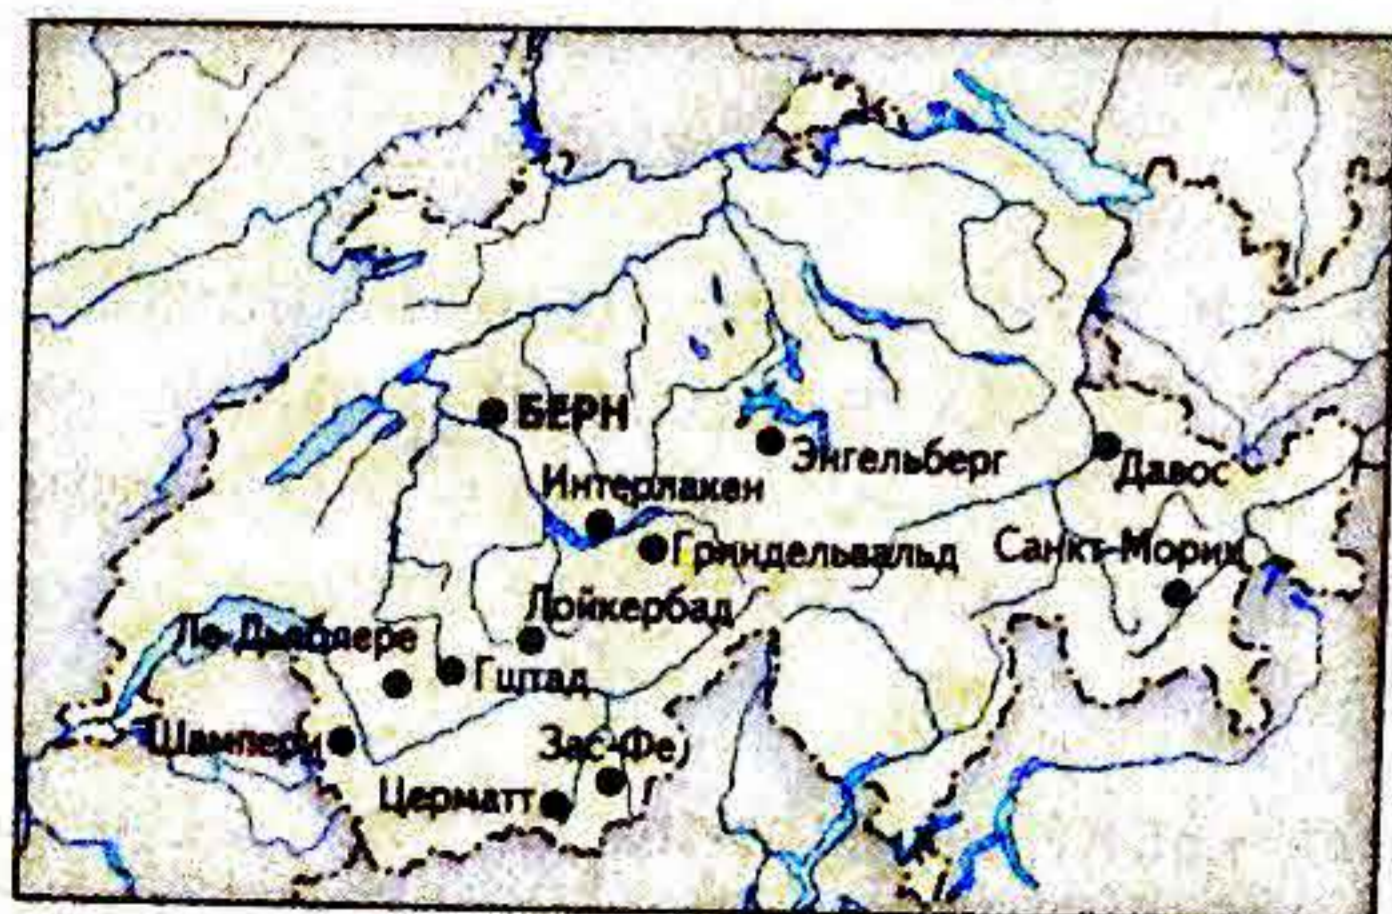 БЕРН
Энгельберг
Давос
Интерлакен
Гриндельвальд
Санкт-Мориц
Лойкербад
Ле-Дьяблере
Гштад
Шампери
Зас-Фе
Церматт